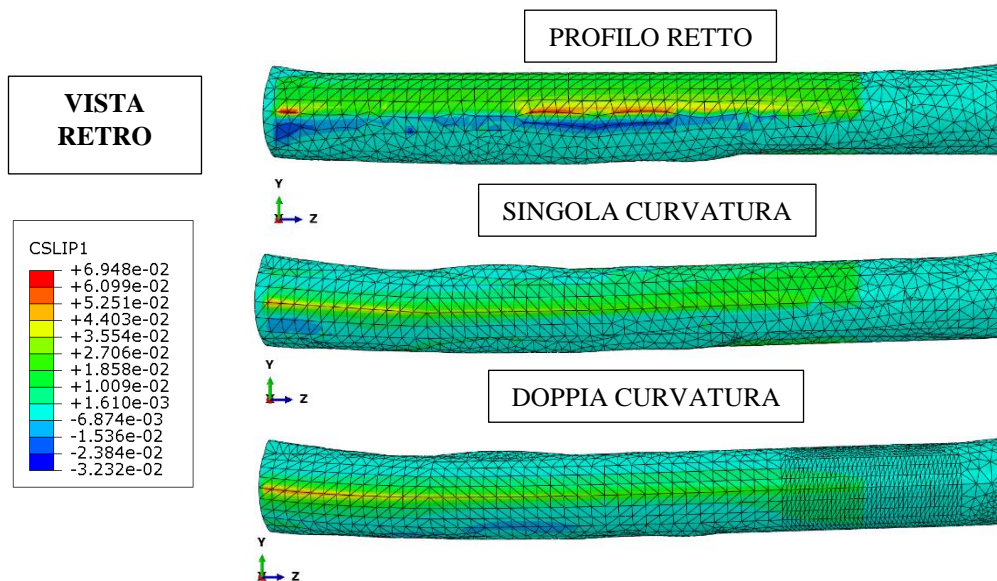 PROFILO RETTO
VISTA
RETRO
Y
Z
SINGOLA CURVATURA
CSLIP1
+6.948e-02
+6.099e-02
+5.251e-02
+4.403e-02
+3.554e-02
+2.706e-02
+1.858e-02
+1.009e-02
+1.610e-03
-6.874e-03
-1.536e-02
-2.384e-02
-3.232e-02
Y
Z
DOPPIA CURVATURA
Y
Z